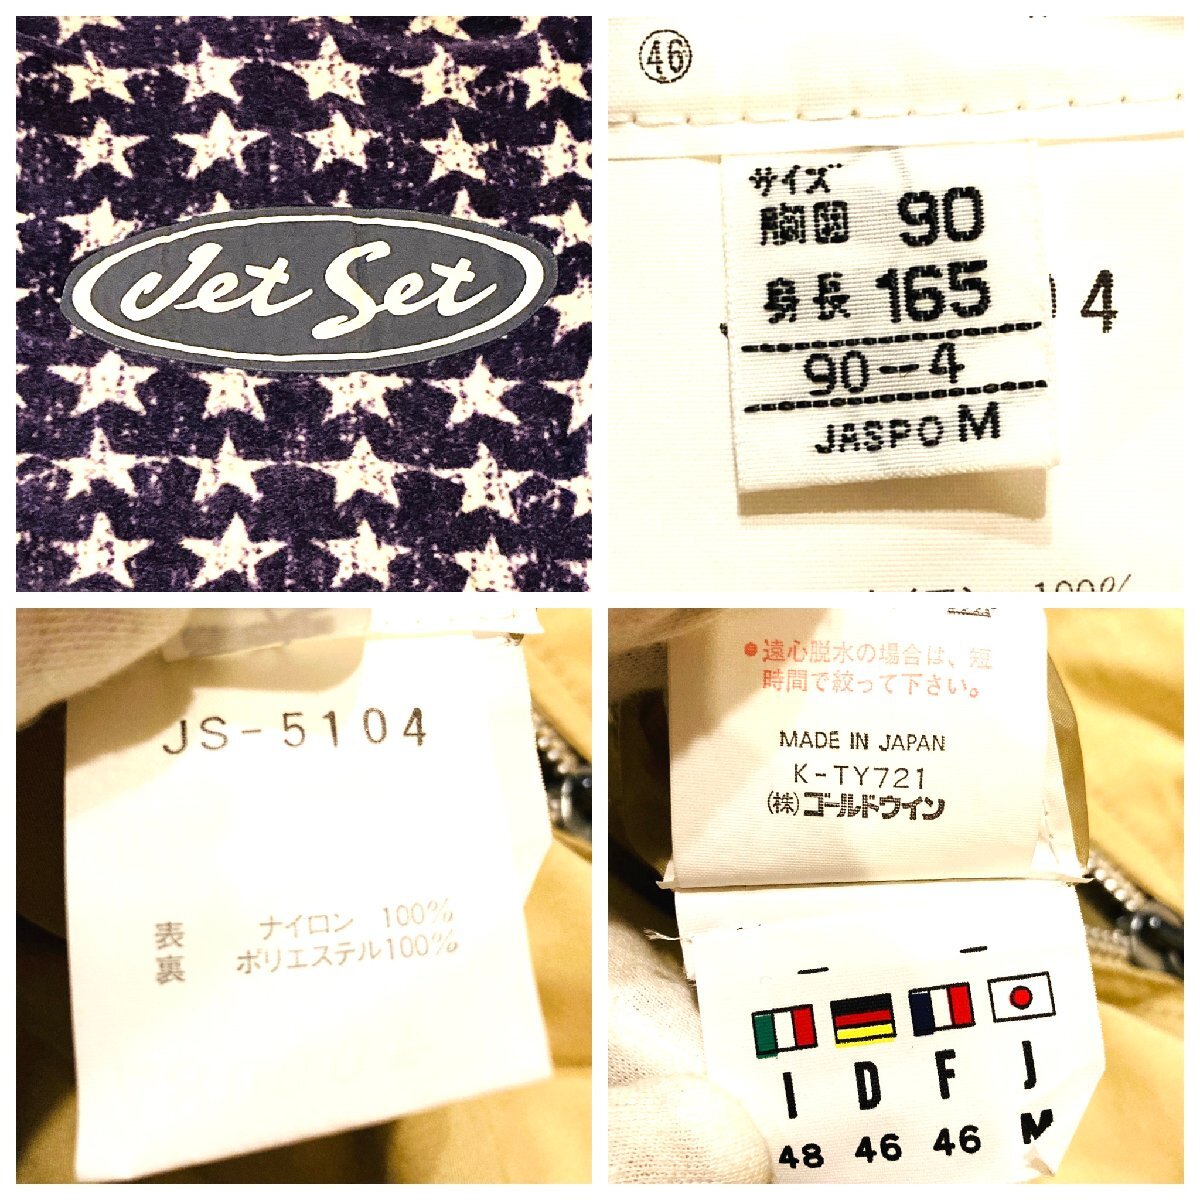 Jet Set
46
サイズ
胸囲 90
身長 165
90-4
JASPO M
4
100%
JS-5104
表 ナイロン 100%
裏 ポリエステル100%
●遠心脱水の場合は、短
時間で絞って下さい。
MADE IN JAPAN
K-TY721
(株)ゴールドウイン
I D F J
48 46 46 M